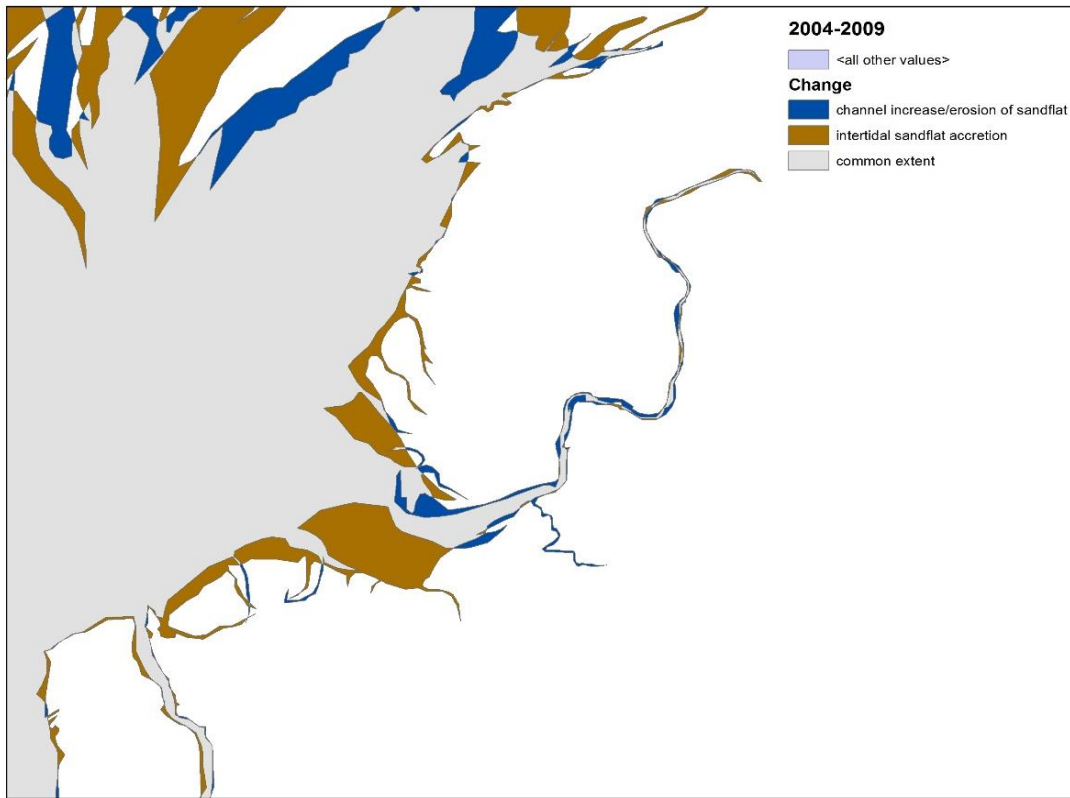 2004-2009
<all other values>
Change
channel increase/erosion of sandflat
intertidal sandflat accretion
common extent